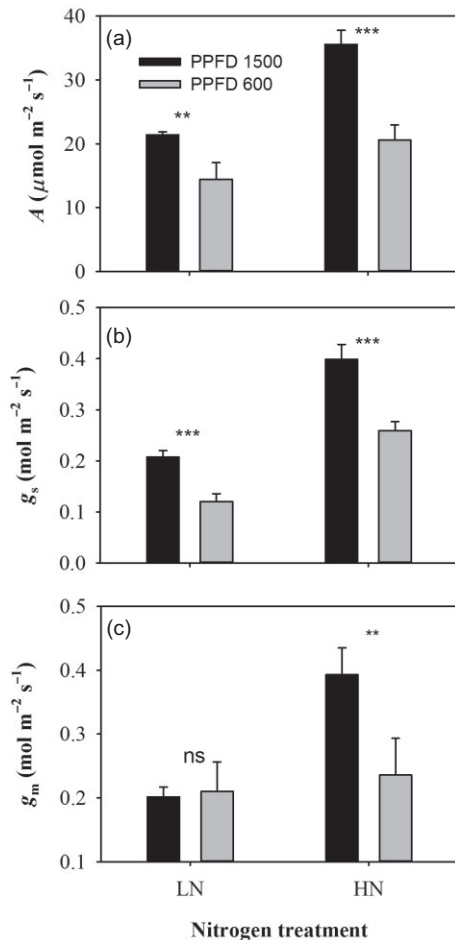 (a)
PPFD 1500
PPFD 600
**
***
40
30
20
10
0
A (μmol m⁻² s⁻¹)
(b)
***
***
0.5
0.4
0.3
0.2
0.1
0.0
gₛ (mol m⁻² s⁻¹)
(c)
ns
**
0.5
0.4
0.3
0.2
0.1
gₘ (mol m⁻² s⁻¹)
LN HN
Nitrogen treatment